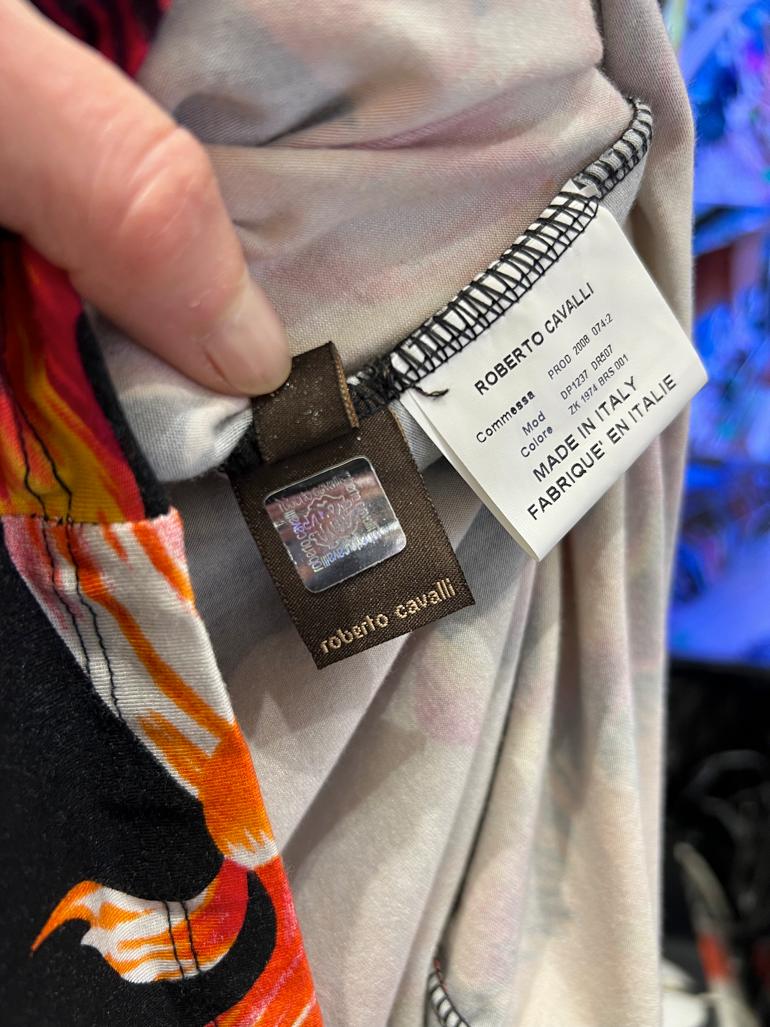 ROBERTO CAVALLI
Commessa PROD 2008 074:2
Mod DP1237 DR507
Colore ZK 1974 BRS 001
MADE IN ITALY
FABRIQUE' EN ITALIE
roberto cavalli